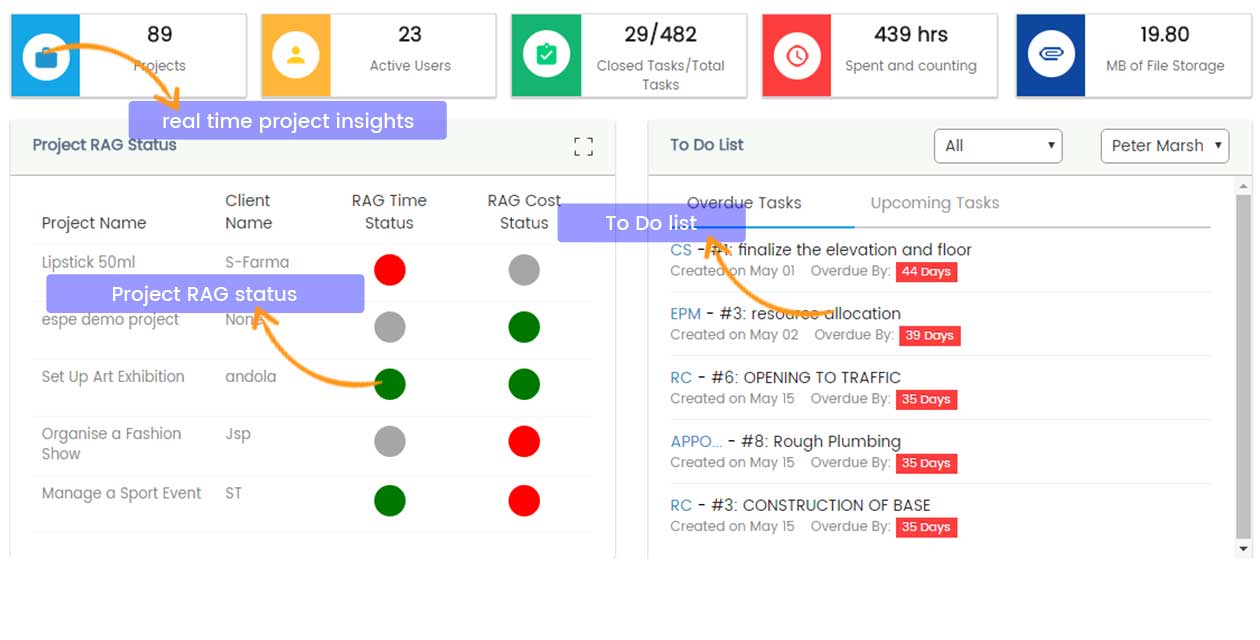 89
Projects
23
Active Users
29/482
Closed Tasks/Total
Tasks
439 hrs
Spent and counting
19.80
MB of File Storage
real time project insights
Project RAG Status
Project Name
Client
Name
RAG Time
Status
RAG Cost
Status
Lipstick 50ml
S-Farma
Project RAG status
espe demo project
None
Set Up Art Exhibition
andola
Organise a Fashion
Show
Jsp
Manage a Sport Event
ST
To Do List
All
Peter Marsh
Overdue Tasks
Upcoming Tasks
To Do list
CS - #1: finalize the elevation and floor
Created on May 01 Overdue By: 44 Days
EPM - #3: resource allocation
Created on May 02 Overdue By: 39 Days
RC - #6: OPENING TO TRAFFIC
Created on May 15 Overdue By: 35 Days
APPO... - #8: Rough Plumbing
Created on May 15 Overdue By: 35 Days
RC - #3: CONSTRUCTION OF BASE
Created on May 15 Overdue By: 35 Days